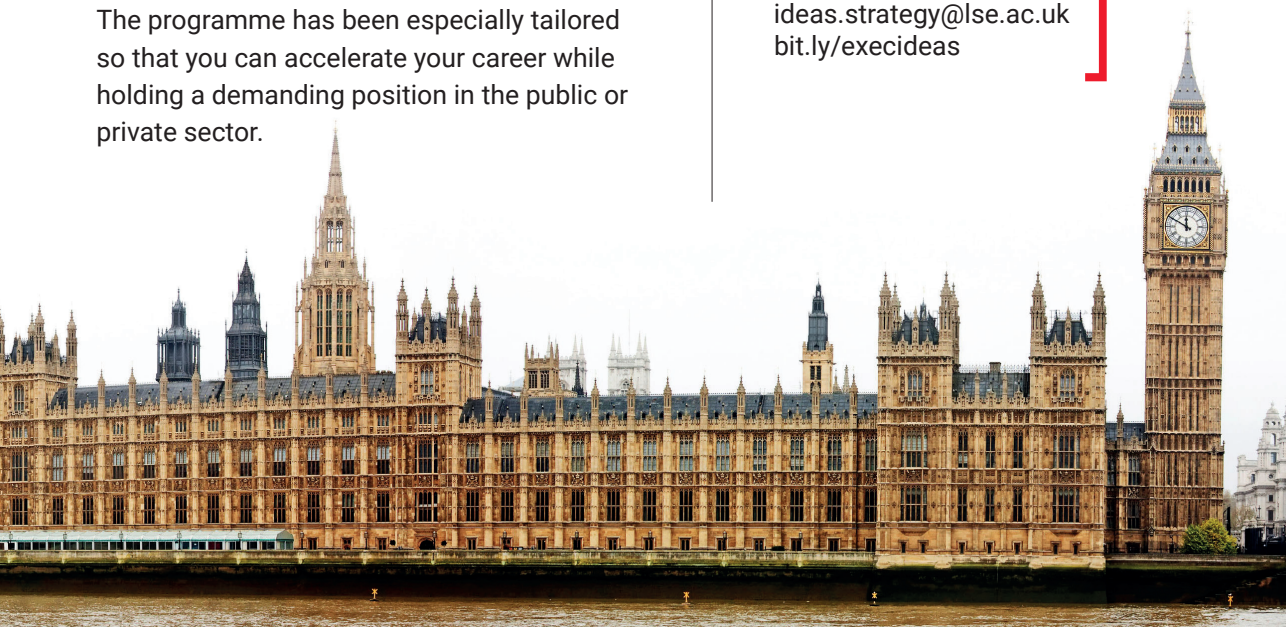 The programme has been especially tailored
so that you can accelerate your career while
holding a demanding position in the public or
private sector.
ideas.strategy@lse.ac.uk
bit.ly/execideas